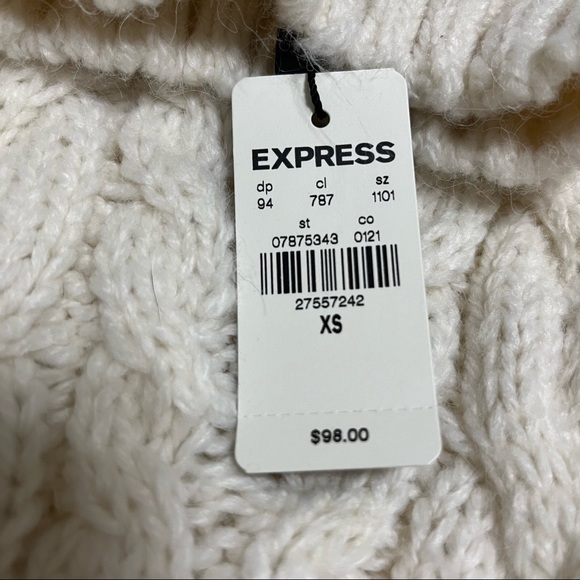 EXPRESS
dp cl sz
94 787 1101
st co
07875343 0121
27557242
XS
$98.00